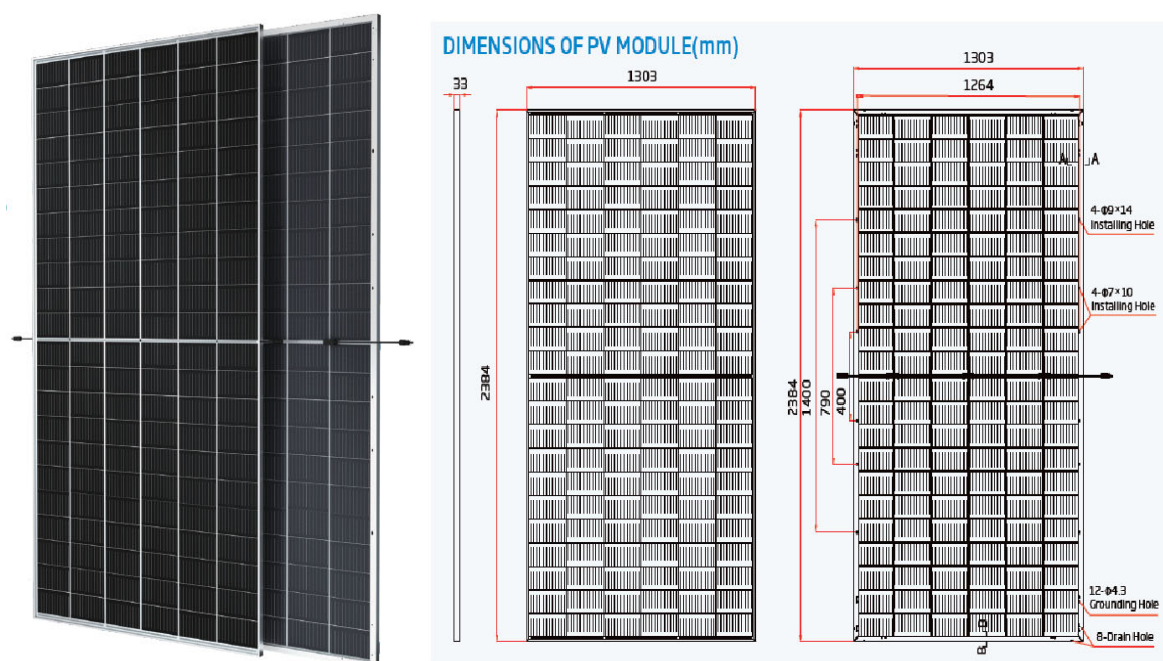 DIMENSIONS OF PV MODULE(mm)
33
1303
2384
1303
1264
A A
4-φ9×14
Installing Hole
4-φ7×10
Installing Hole
2384
1400
790
400
12-φ4.3
Grounding Hole
8-Drain Hole
B B